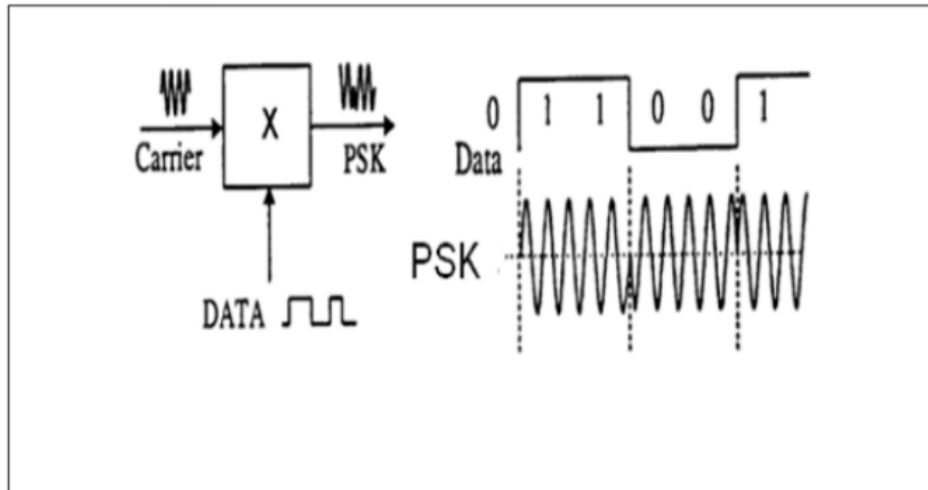 X
Carrier
PSK
DATA
0 1 1 0 0 1
Data
PSK